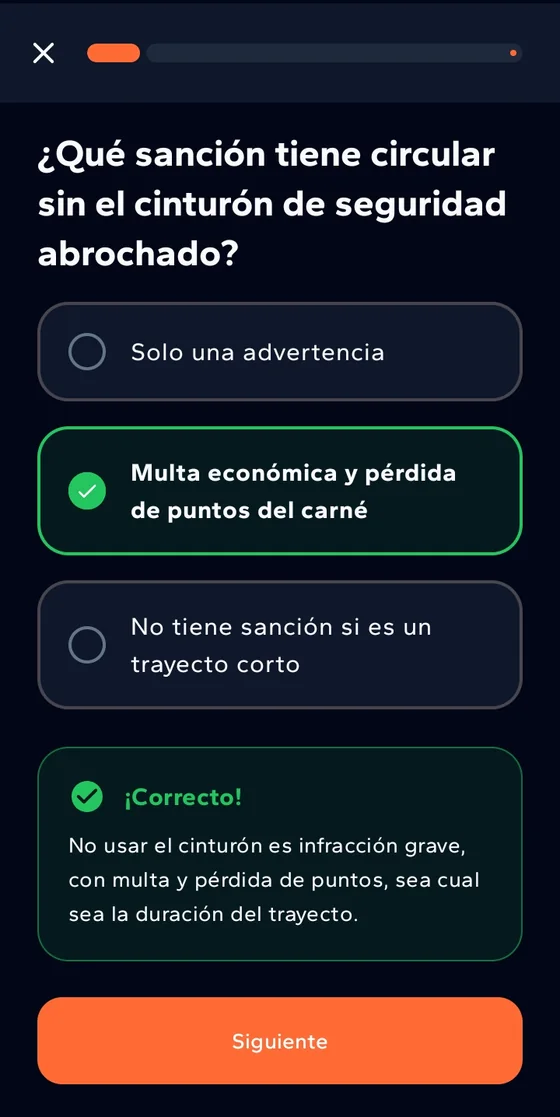 ¿Qué sanción tiene circular
sin el cinturón de seguridad
abrochado?
Solo una advertencia
Multa económica y pérdida
de puntos del carné
No tiene sanción si es un
trayecto corto
¡Correcto!
No usar el cinturón es infracción grave,
con multa y pérdida de puntos, sea cual
sea la duración del trayecto.
Siguiente